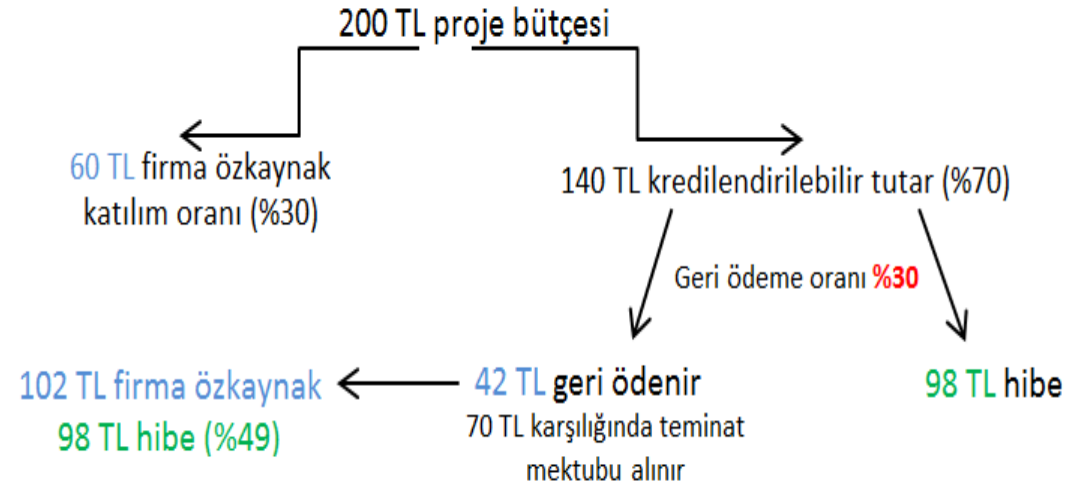 200 TL proje bütçesi
60 TL firma özkaynak
katılım oranı (%30)
140 TL kredilendirilebilir tutar (%70)
Geri ödeme oranı %30
102 TL firma özkaynak
98 TL hibe (%49)
42 TL geri ödenir
70 TL karşılığında teminat
mektubu alınır
98 TL hibe